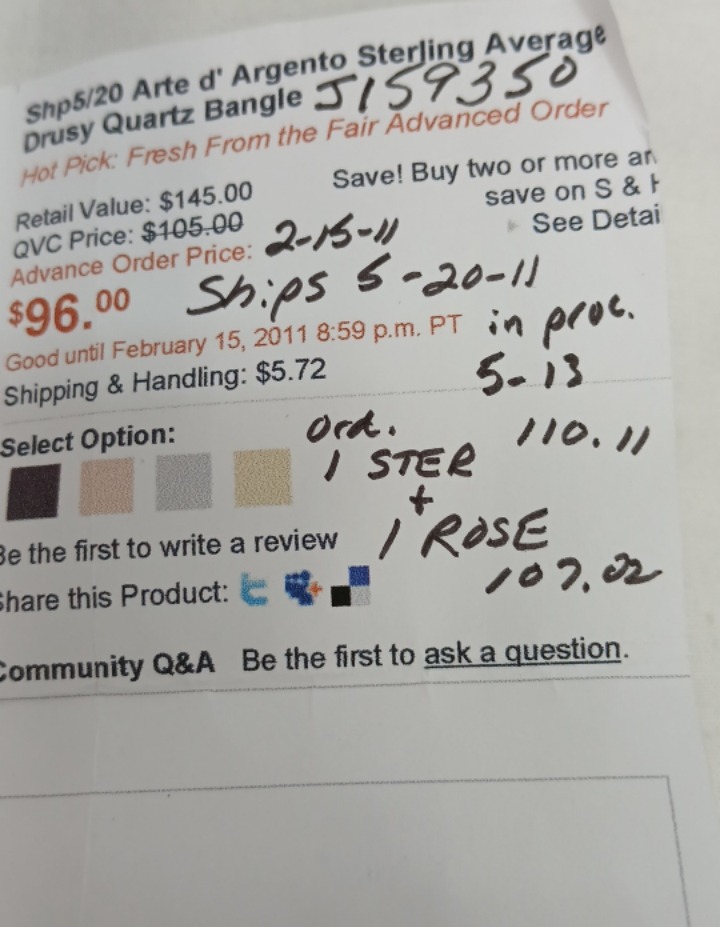 Shp5/20 Arte d' Argento Sterling Average
Drusy Quartz Bangle J159350
Hot Pick: Fresh From the Fair Advanced Order
Retail Value: $145.00
Save! Buy two or more
QVC Price: $105.00
save on S &
Advance Order Price: 2-15-11
See
$96.00 Ships 5-20-11
Good until February 15, 2011 8:59 p.m. PT in proc.
Shipping & Handling: $5.72 5-13
Select Option: Ord. 110.11
1 STER
+
Be the first to write a review 1 ROSE
Share this Product: 107.02
Community Q&A Be the first to ask a question.